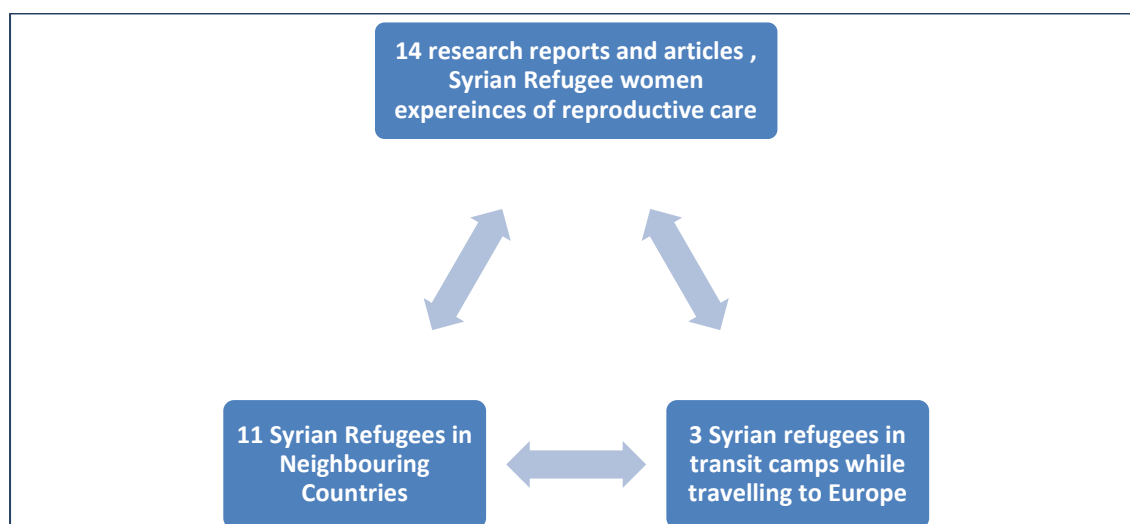 14 research reports and articles ,
Syrian Refugee women
expereinces of reproductive care
11 Syrian Refugees in
Neighbouring
Countries
3 Syrian refugees in
transit camps while
travelling to Europe